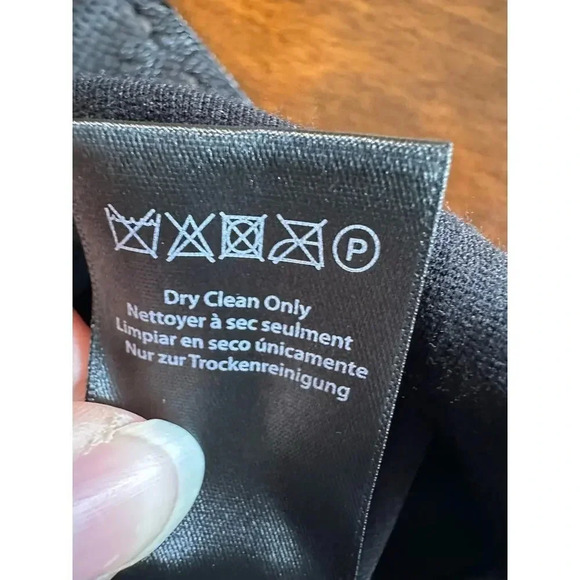 P
Dry Clean Only
Nettoyer à sec seulment
Limpiar en seco únicamente
Nur zur Trockenreinigung